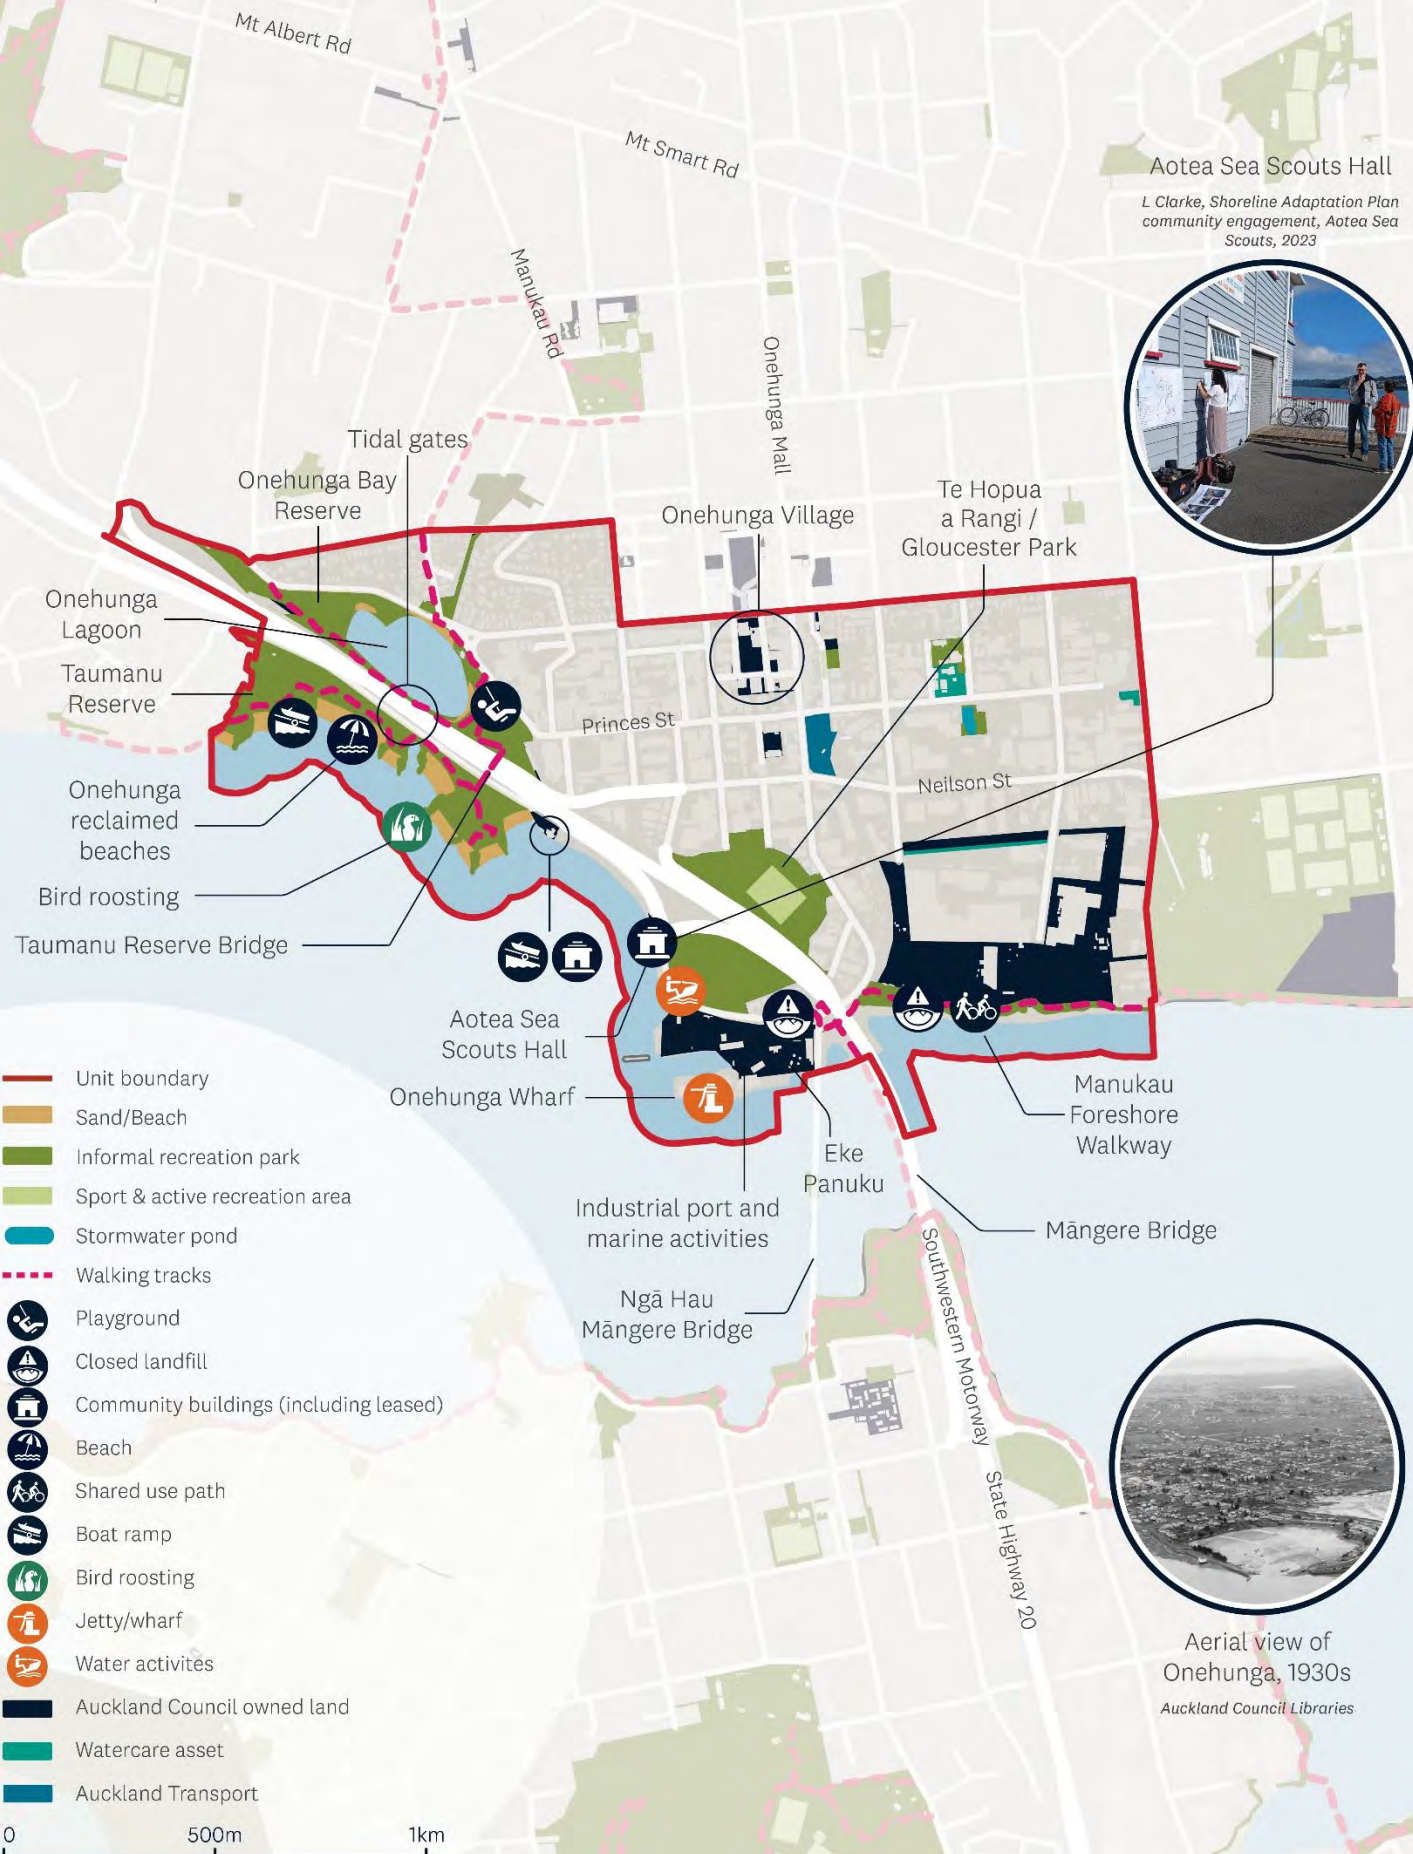 Mt Albert Rd
Mt Smart Rd
Aotea Sea Scouts Hall
L Clarke, Shoreline Adaptation Plan
community engagement, Aotea Sea
Scouts, 2023
Manukau Rd
Onehunga Mall
Tidal gates
Onehunga Bay
Reserve
Onehunga Village
Te Hopua
a Rangi /
Gloucester Park
Onehunga
Lagoon
Taumanu
Reserve
Princes St
Neilson St
Onehunga
reclaimed
beaches
Bird roosting
Taumanu Reserve Bridge
Aotea Sea
Scouts Hall
Onehunga Wharf
Manukau
Foreshore
Walkway
Eke
Panuku
Industrial port and
marine activities
Māngere Bridge
Ngā Hau
Māngere Bridge
Southwestern Motorway
State Highway 20
Unit boundary
Sand/Beach
Informal recreation park
Sport & active recreation area
Stormwater pond
Walking tracks
Playground
Closed landfill
Community buildings (including leased)
Beach
Shared use path
Boat ramp
Bird roosting
Jetty/wharf
Water activites
Auckland Council owned land
Watercare asset
Auckland Transport
0 500m 1km
Aerial view of
Onehunga, 1930s
Auckland Council Libraries